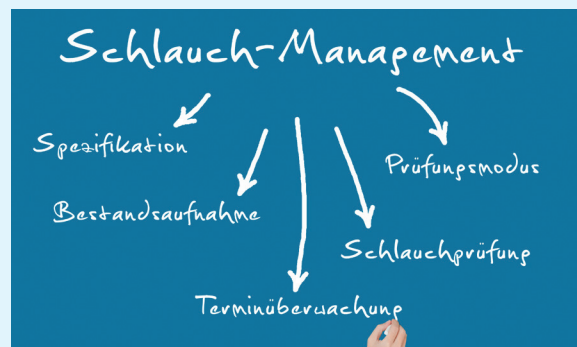 Schlauch-Management
Spezifikation
Prüfungsmodus
Bestandsaufnahme
Schlauchprüfung
Terminüberwachung